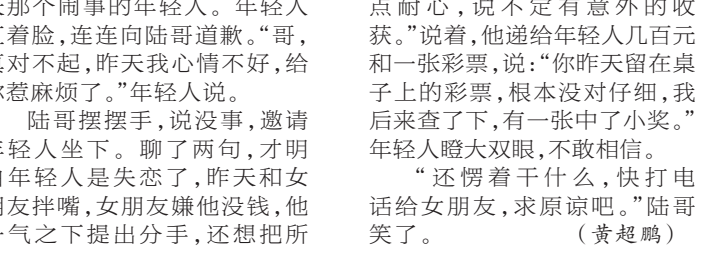 那个闹事的年轻人。年轻人
着脸，连连向陆哥道歉。“哥，
对不起，昨天我心情不好，给
惹麻烦了。”年轻人说。
陆哥摆摆手，说没事，邀请
年轻人坐下。聊了两句，才明
年轻人是失恋了，昨天和女
朋友拌嘴，女朋友嫌他没钱，他
气之下提出分手，还想把所
点耐心，说不定有意外的收
获。”说着，他递给年轻人几百元
和一张彩票，说：“你昨天留在桌
子上的彩票，根本没对仔细，我
后来查了下，有一张中了小奖。”
年轻人瞪大双眼，不敢相信。
“还愣着干什么，快打电
话给女朋友，求原谅吧。”陆哥
笑了。 （黄超鹏）